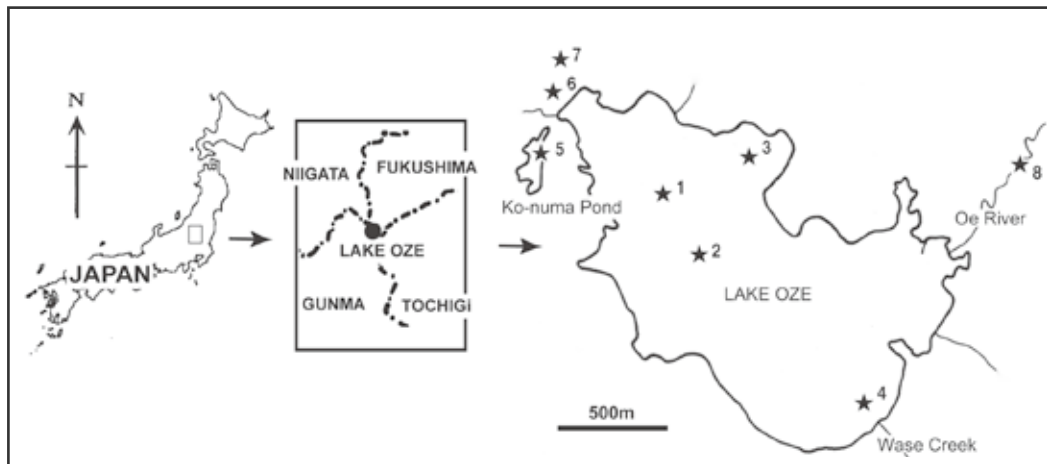 N
JAPAN
NIIGATA
FUKUSHIMA
LAKE OZE
GUNMA
TOCHIGi
7
6
5
3
1
2
8
4
Ko-numa Pond
Oe River
LAKE OZE
500m
Wase Creek